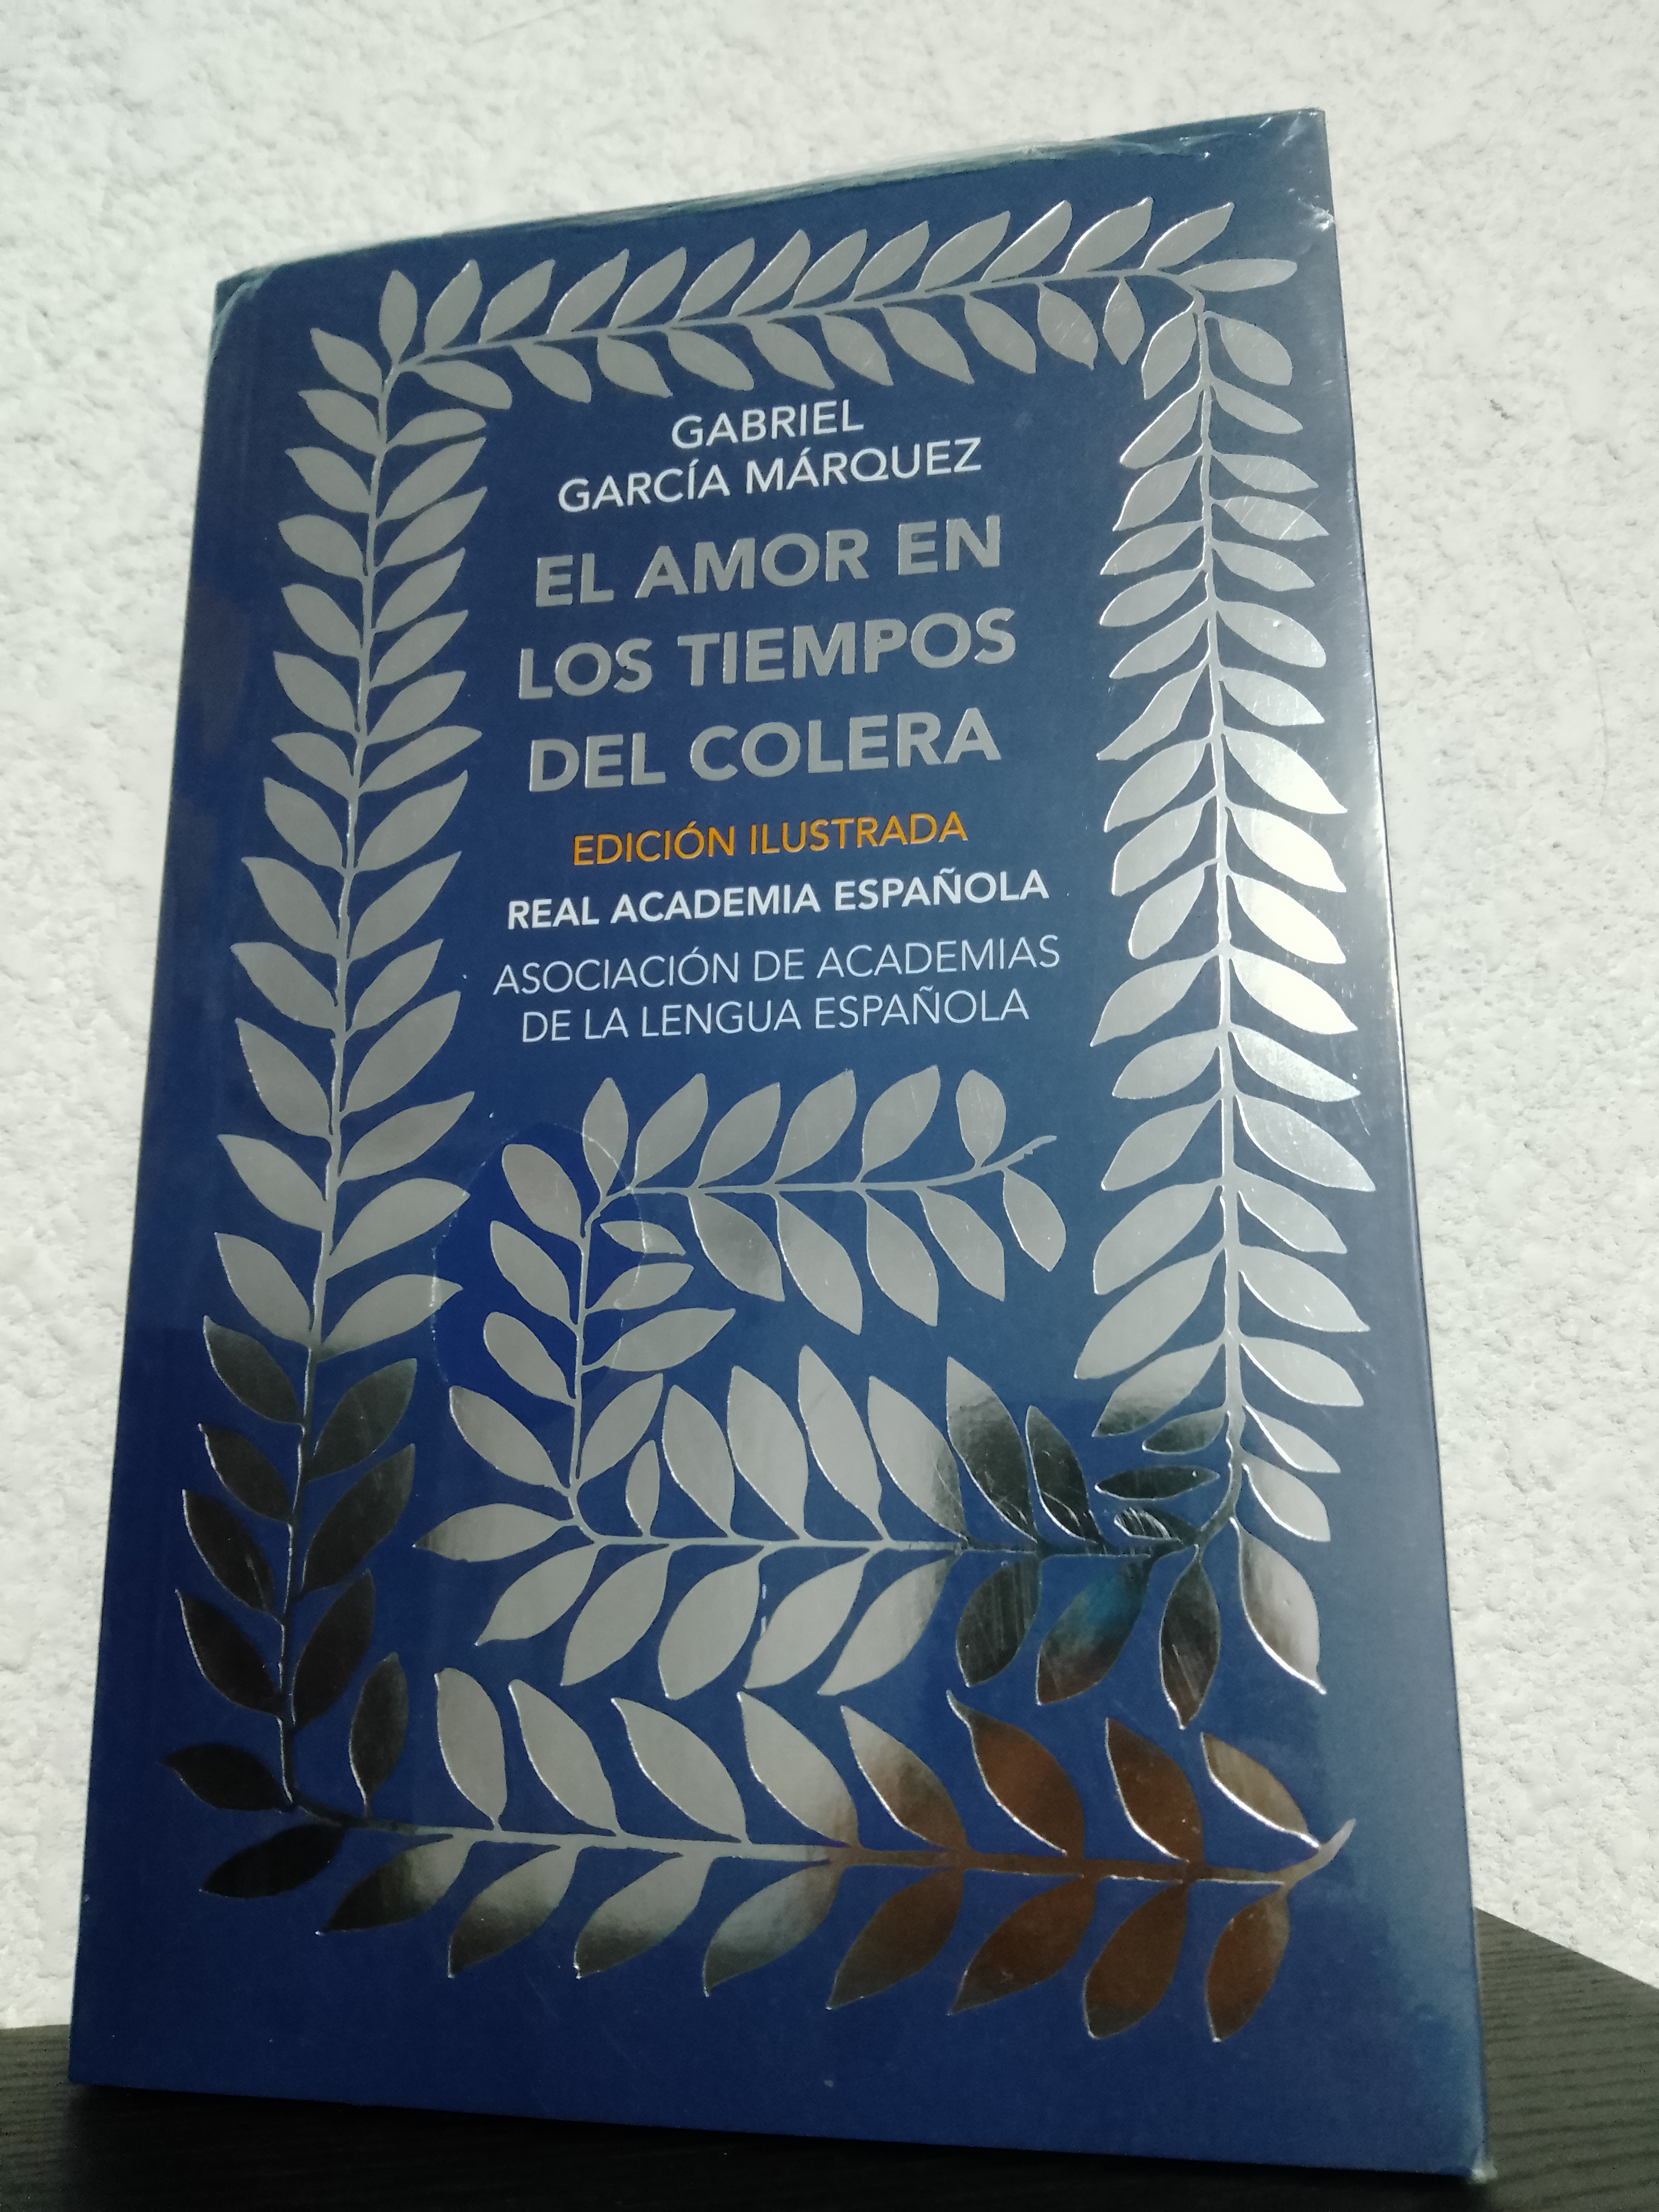 GABRIEL
GARCÍA MÁRQUEZ
EL AMOR EN
LOS TIEMPOS
DEL COLERA
EDICIÓN ILUSTRADA
REAL ACADEMIA ESPAÑOLA
ASOCIACIÓN DE ACADEMIAS
DE LA LENGUA ESPAÑOLA